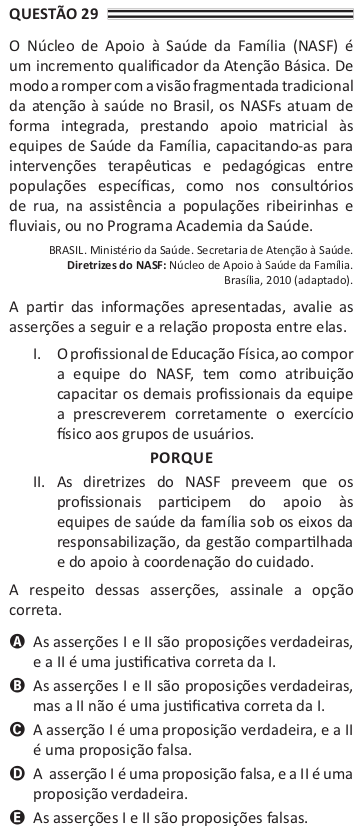 QUESTÃO 29
O Núcleo de Apoio à Saúde da Família (NASF) é
um incremento qualificador da Atenção Básica. De
modo a romper com a visão fragmentada tradicional
da atenção à saúde no Brasil, os NASFs atuam de
forma integrada, prestando apoio matricial às
equipes de Saúde da Família, capacitando-as para
intervenções terapêuticas e pedagógicas entre
populações específicas, como nos consultórios
de rua, na assistência a populações ribeirinhas e
fluviais, ou no Programa Academia da Saúde.
BRASIL. Ministério da Saúde. Secretaria de Atenção à Saúde.
Diretrizes do NASF: Núcleo de Apoio à Saúde da Família.
Brasília, 2010 (adaptado).
A partir das informações apresentadas, avalie as
asserções a seguir e a relação proposta entre elas.
I. O profissional de Educação Física, ao compor
a equipe do NASF, tem como atribuição
capacitar os demais profissionais da equipe
a prescreverem corretamente o exercício
físico aos grupos de usuários.
PORQUE
II. As diretrizes do NASF preveem que os
profissionais participem do apoio às
equipes de saúde da família sob os eixos da
responsabilização, da gestão compartilhada
e do apoio à coordenação do cuidado.
A respeito dessas asserções, assinale a opção
correta.
A As asserções I e II são proposições verdadeiras,
e a II é uma justificativa correta da I.
B As asserções I e II são proposições verdadeiras,
mas a II não é uma justificativa correta da I.
C A asserção I é uma proposição verdadeira, e a II
é uma proposição falsa.
D A asserção I é uma proposição falsa, e a II é uma
proposição verdadeira.
E As asserções I e II são proposições falsas.